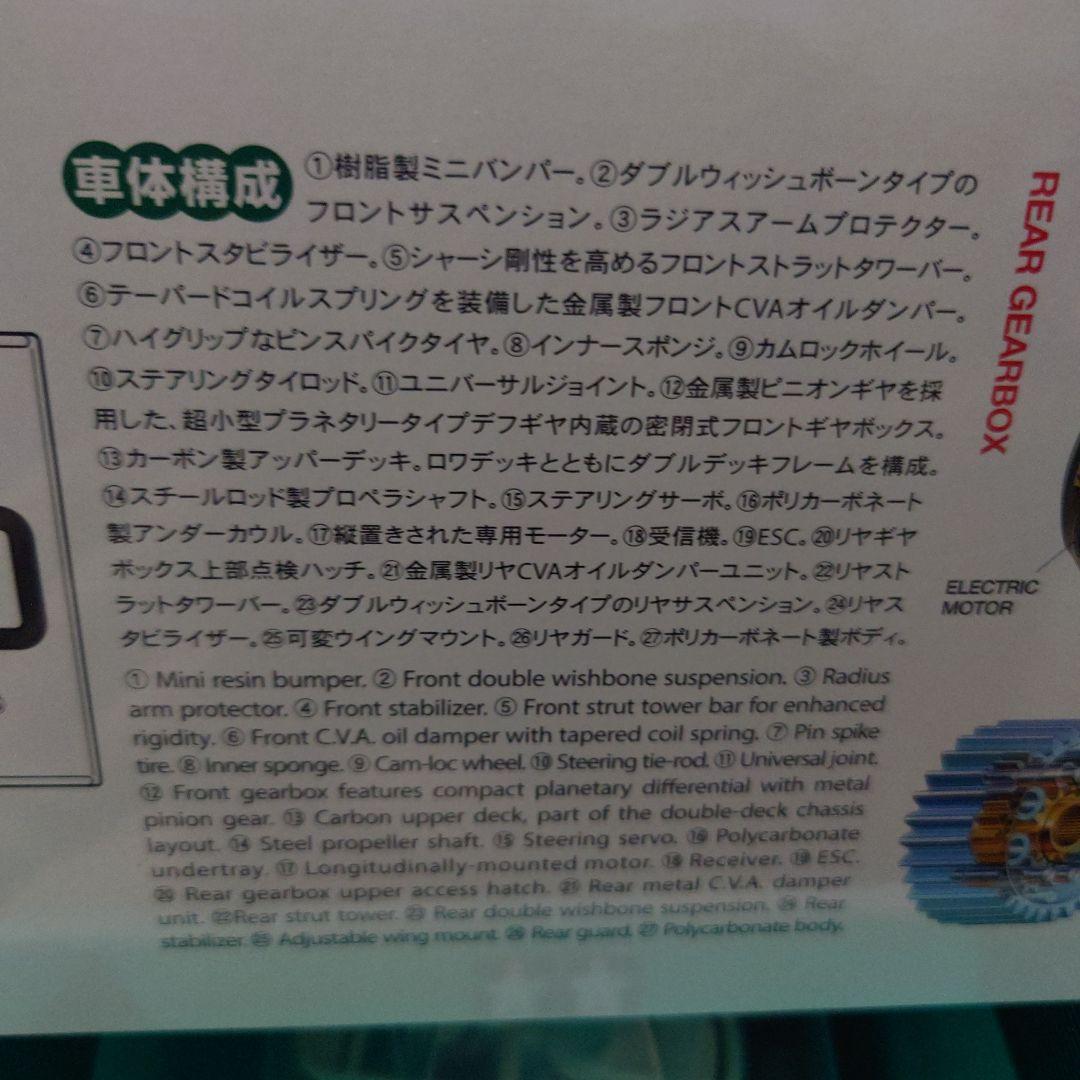 車体構成
①樹脂製ミニバンパー。②ダブルウィッシュボーンタイプの
フロントサスペンション。③ラジアスアームプロテクター。
④フロントスタビライザー。⑤シャーシ剛性を高めるフロントストラットタワーバー。
⑥テーパードコイルスプリングを装備した金属製フロントCVAオイルダンパー。
⑦ハイグリップなピンスパイクタイヤ。⑧インナースポンジ。⑨カムロックホイール。
⑩ステアリングタイロッド。⑪ユニバーサルジョイント。⑫金属製ピニオンギヤを採
用した、超小型プラネタリータイプデフギヤ内蔵の密閉式フロントギヤボックス。
⑬カーボン製アッパーデッキ。ロワデッキとともにダブルデッキフレームを構成。
⑭スチールロッド製プロペラシャフト。⑮ステアリングサーボ。⑯ポリカーボネート
製アンダーカウル。⑰縦置きされた専用モーター。⑱受信機。⑲ESC。⑳リヤギヤ
ボックス上部点検ハッチ。㉑金属製リヤCVAオイルダンパーユニット。㉒リヤスト
ラットタワーバー。㉓ダブルウィッシュボーンタイプのリヤサスペンション。㉔リヤス
タビライザー。㉕可変ウイングマウント。㉖リヤガード。㉗ポリカーボネート製ボディ。
① Mini resin bumper. ② Front double wishbone suspension. ③ Radius
arm protector. ④ Front stabilizer. ⑤ Front strut tower bar for enhanced
rigidity. ⑥ Front C.V.A. oil damper with tapered coil spring. ⑦ Pin spike
tire. ⑧ Inner sponge. ⑨ Cam-loc wheel. ⑩ Steering tie-rod. ⑪ Universal joint.
⑫ Front gearbox features compact planetary differential with metal
pinion gear. ⑬ Carbon upper deck, part of the double-deck chassis
layout. ⑭ Steel propeller shaft. ⑮ Steering servo. ⑯ Polycarbonate
undertray. ⑰ Longitudinally-mounted motor. ⑱ Receiver. ⑲ ESC.
⑳ Rear gearbox upper access hatch. ㉑ Rear metal C.V.A. damper
unit. ㉒Rear strut tower. ㉓ Rear double wishbone suspension. ㉔ Rear
stabilizer. ㉕ Adjustable wing mount. ㉖ Rear guard. ㉗ Polycarbonate body.
REAR GEARBOX
ELECTRIC
MOTOR